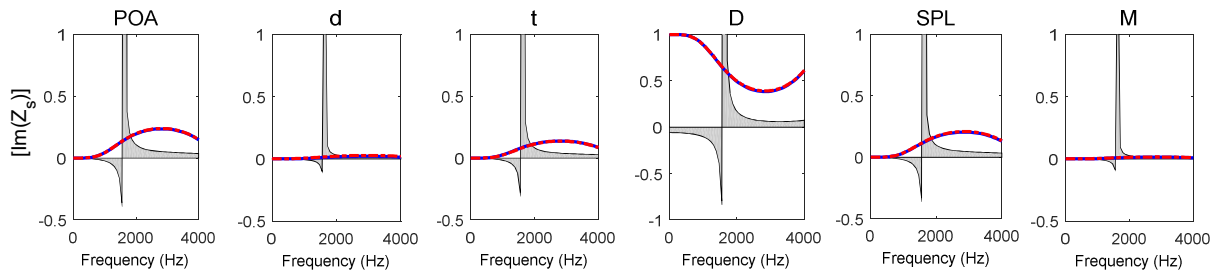 POA d t D SPL M
1 1 1 1 1 1
0.5 0.5 0.5 0.5 0.5 0.5
0 0 0 0 0 0
-0.5 -0.5 -0.5 -0.5 -0.5 -0.5
-1
[Im(Z_s)]
0 2000 4000 0 2000 4000 0 2000 4000 0 2000 4000 0 2000 4000 0 2000 4000
Frequency (Hz) Frequency (Hz) Frequency (Hz) Frequency (Hz) Frequency (Hz) Frequency (Hz)